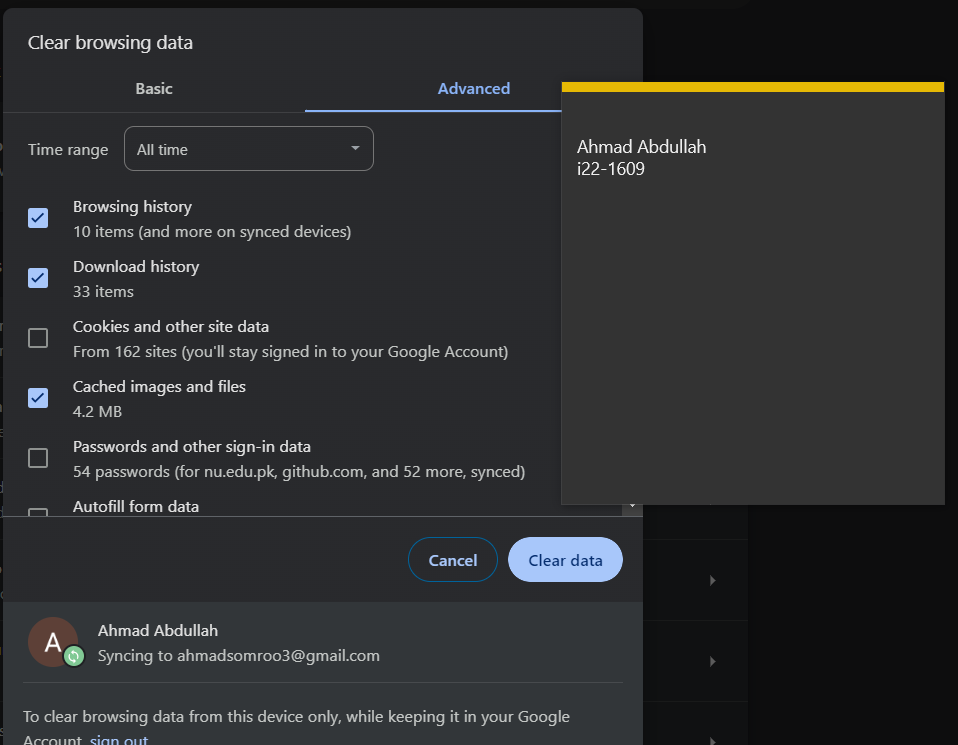 Clear browsing data
Basic
Advanced
Time range
All time
Browsing history
10 items (and more on synced devices)
Download history
33 items
Cookies and other site data
From 162 sites (you'll stay signed in to your Google Account)
Cached images and files
4.2 MB
Passwords and other sign-in data
54 passwords (for nu.edu.pk, github.com, and 52 more, synced)
Autofill form data
Cancel
Clear data
A
Ahmad Abdullah
Syncing to ahmadsomroo3@gmail.com
To clear browsing data from this device only, while keeping it in your Google
Account, sign out
Ahmad Abdullah
i22-1609